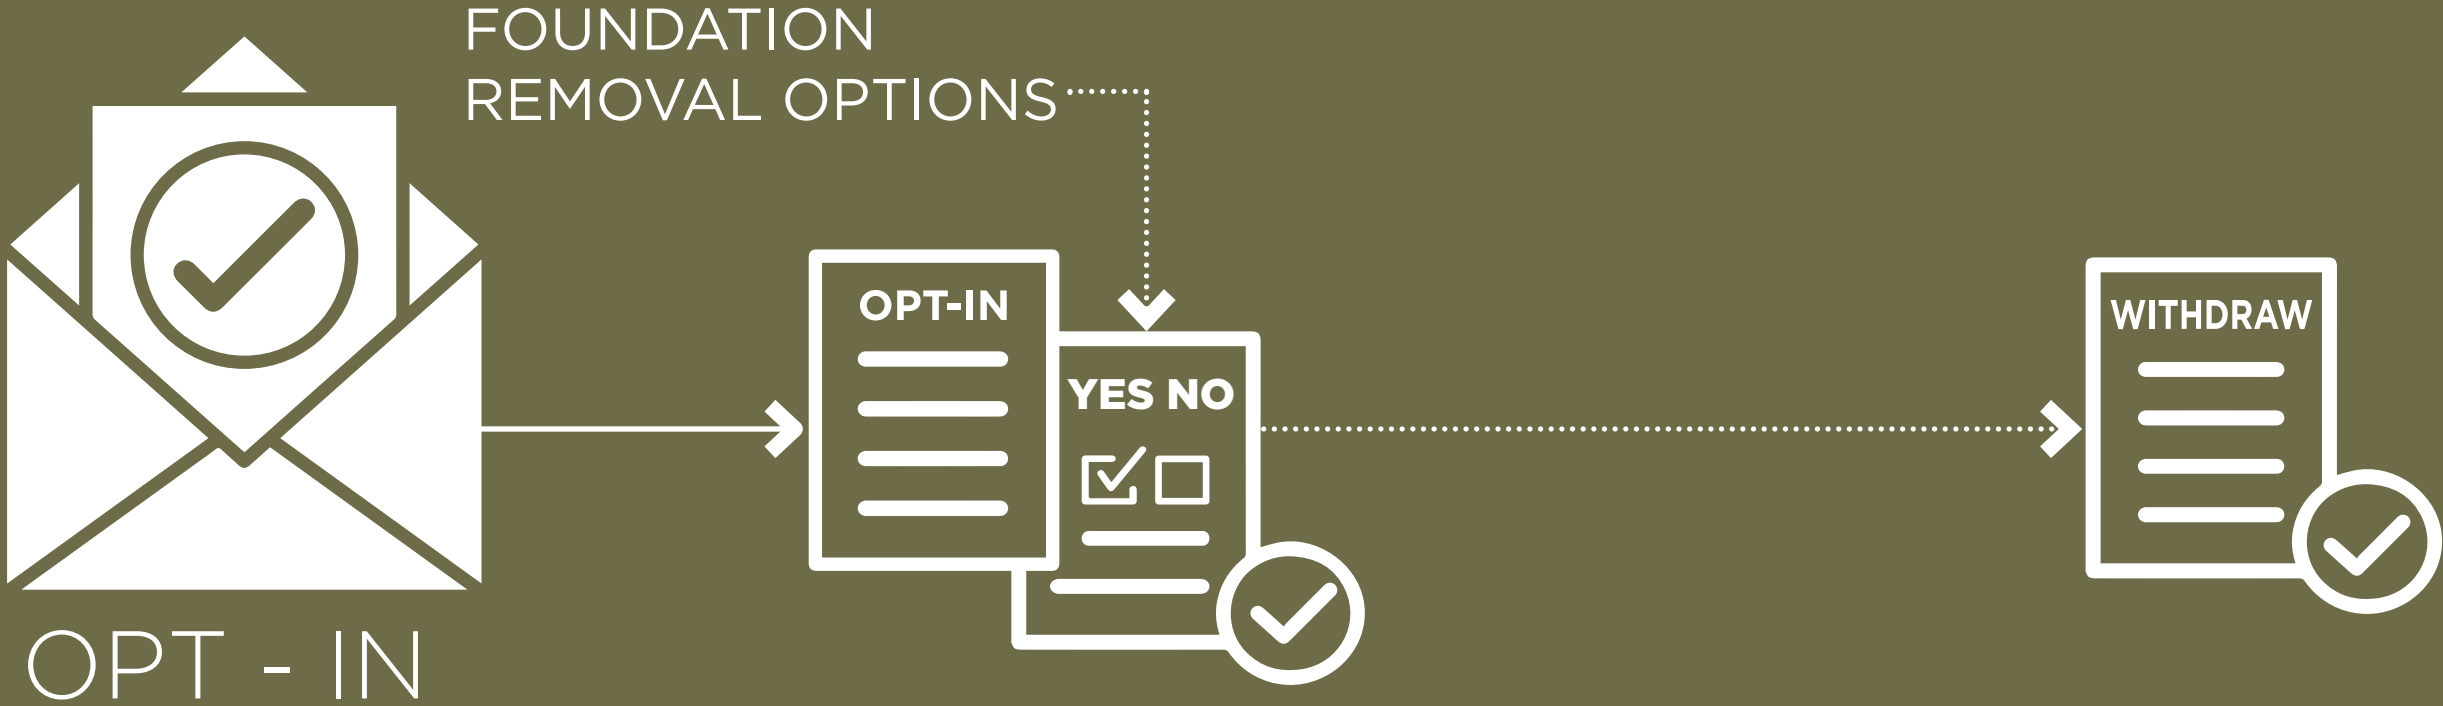 FOUNDATION
REMOVAL OPTIONS
OPT-IN
YES NO
WITHDRAW
OPT - IN